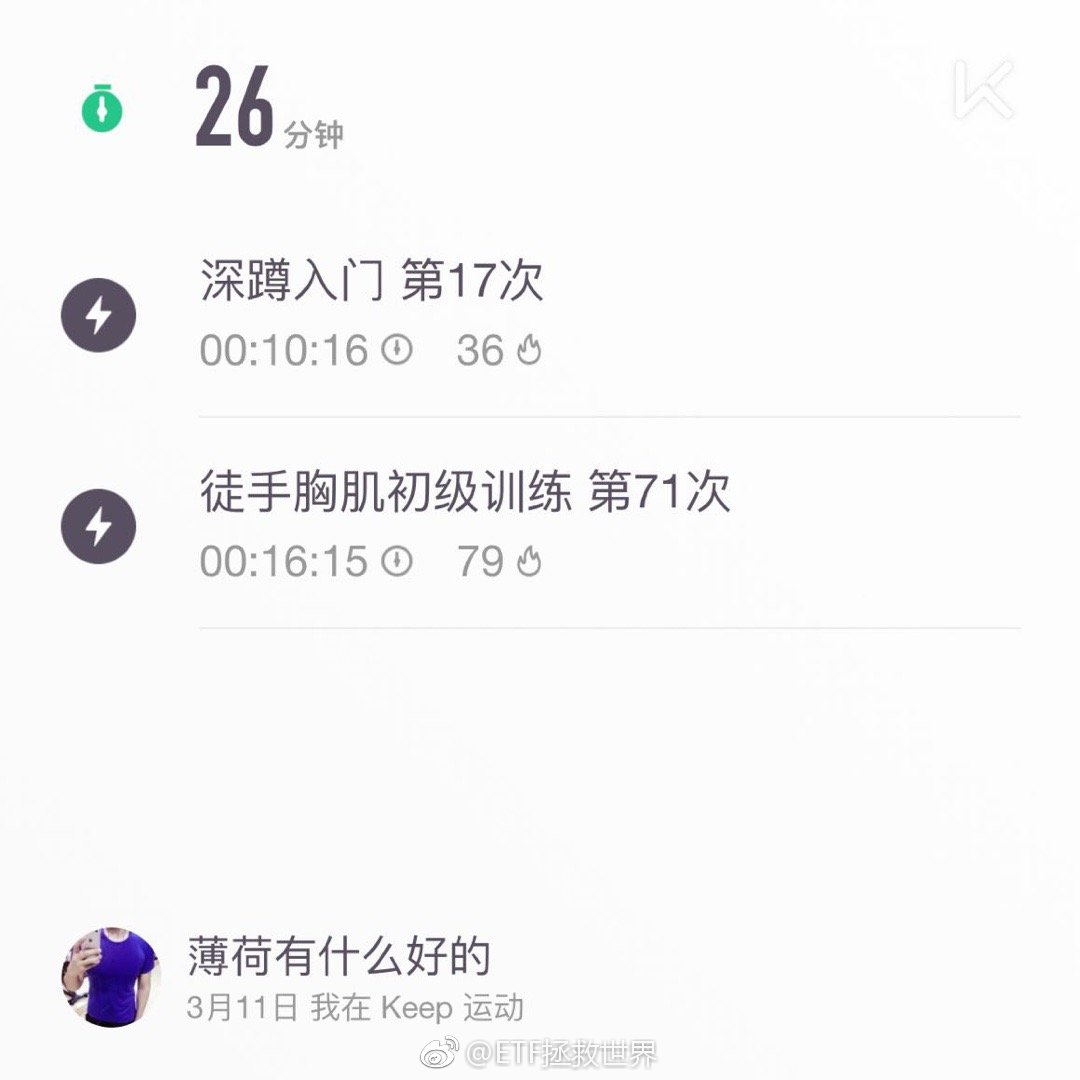 26 分钟
深蹲入门 第17次
00:10:16 36
徒手胸肌初级训练 第71次
00:16:15 79
薄荷有什么好的
3月11日 我在 Keep 运动
@ETF拯救世界